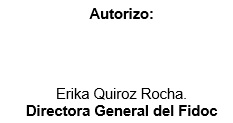 Autorizo:
Erika Quiroz Rocha.
Directora General del Fidoc